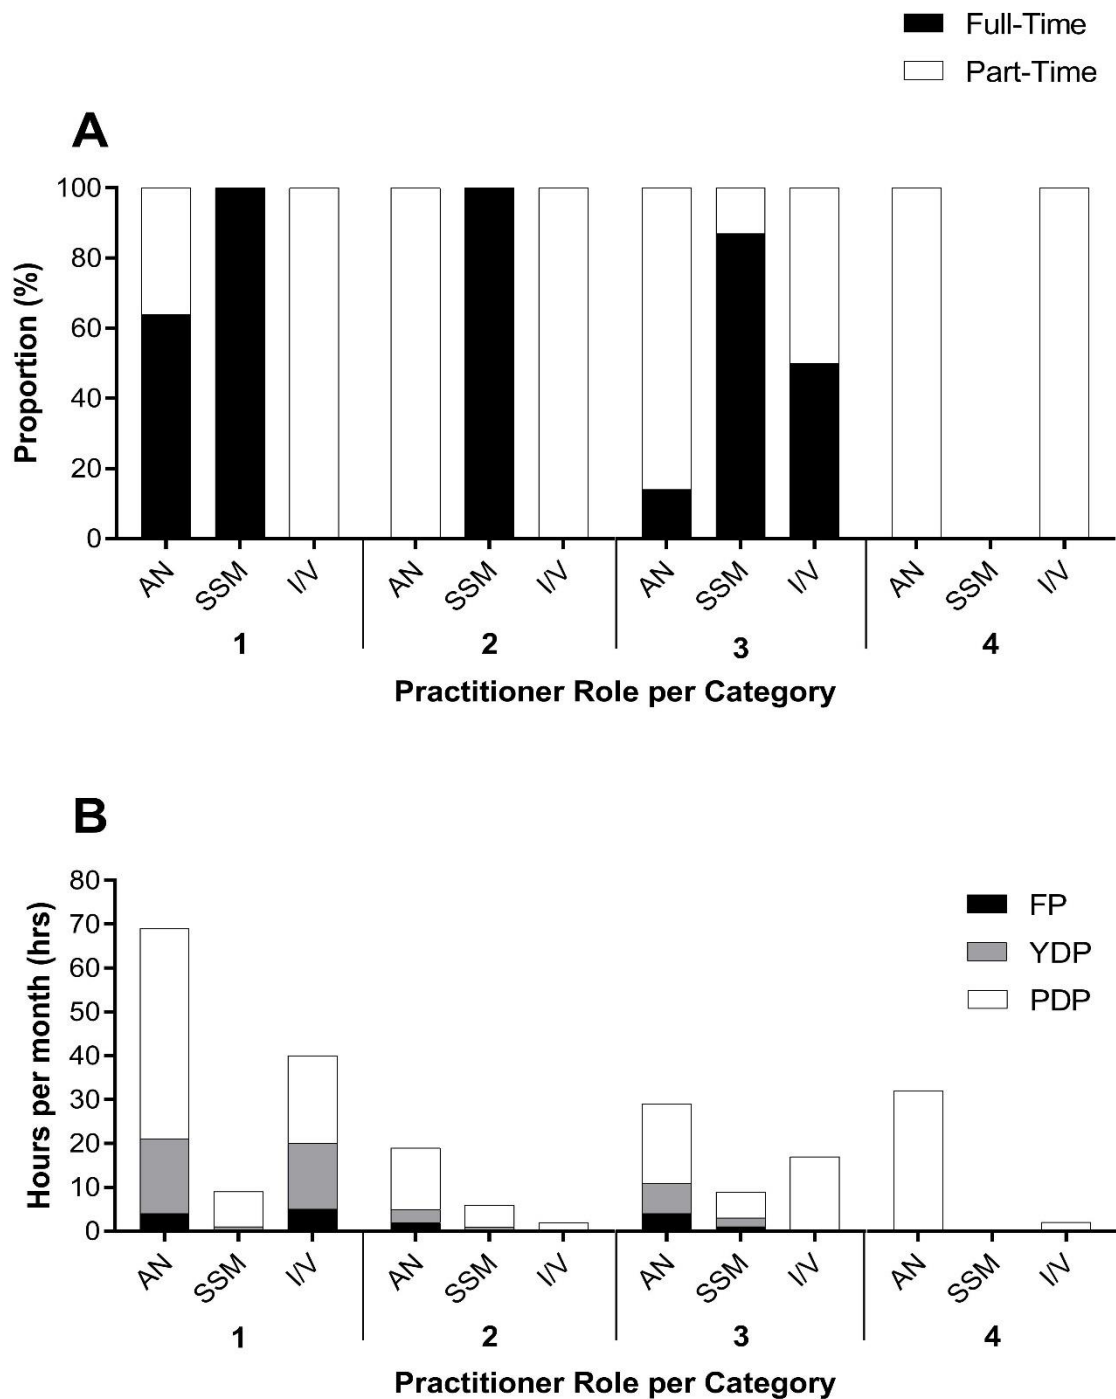 Full-Time
Part-Time
A
Proportion (%)
100
80
60
40
20
0
AN SSM I/V AN SSM I/V AN SSM I/V AN SSM I/V
1 2 3 4
Practitioner Role per Category
B
Hours per month (hrs)
80
70
60
50
40
30
20
10
0
FP
YDP
PDP
AN SSM I/V AN SSM I/V AN SSM I/V AN SSM I/V
1 2 3 4
Practitioner Role per Category